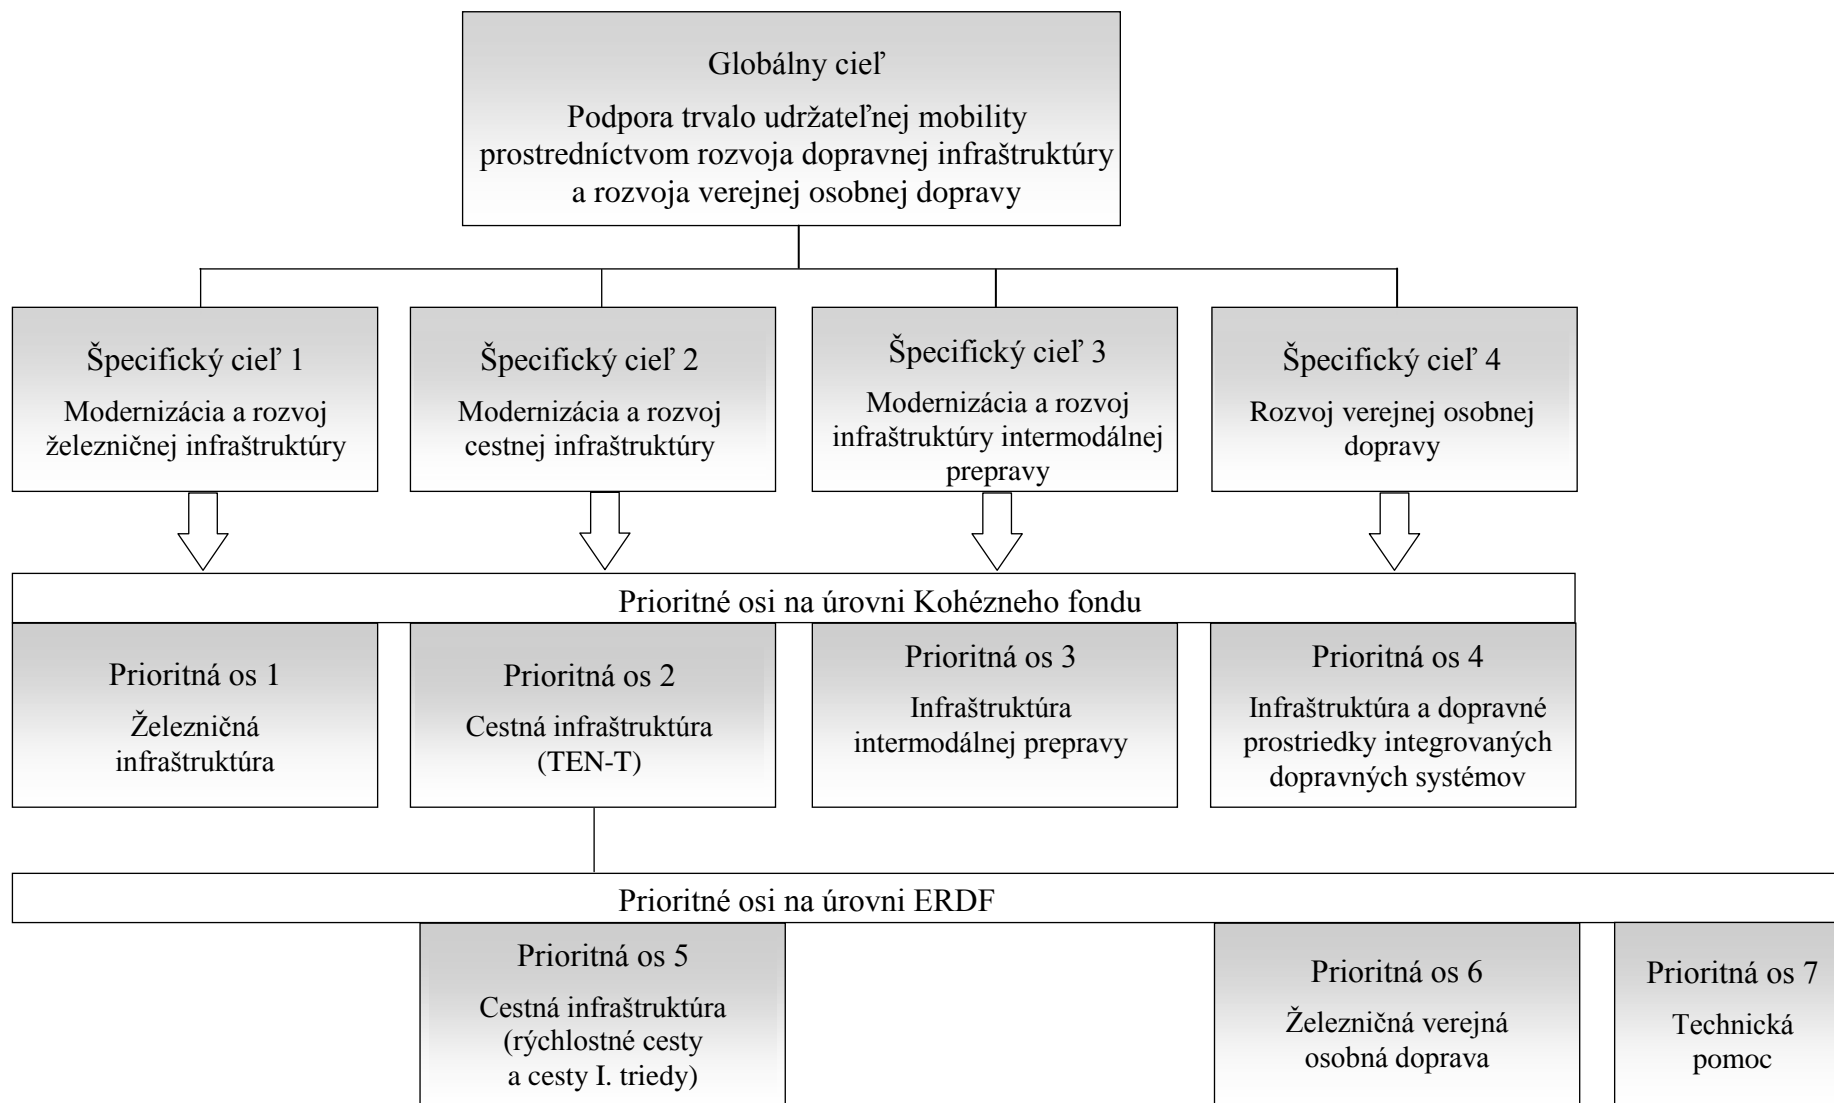 Globálny cieľ
Podpora trvalo udržateľnej mobility
prostredníctvom rozvoja dopravnej infraštruktúry
a rozvoja verejnej osobnej dopravy
Špecifický cieľ 1
Modernizácia a rozvoj
železničnej infraštruktúry
Špecifický cieľ 2
Modernizácia a rozvoj
cestnej infraštruktúry
Špecifický cieľ 3
Modernizácia a rozvoj
infraštruktúry intermodálnej
prepravy
Špecifický cieľ 4
Rozvoj verejnej osobnej
dopravy
Prioritné osi na úrovni Kohézneho fondu
Prioritná os 1
Železničná
infraštruktúra
Prioritná os 2
Cestná infraštruktúra
(TEN-T)
Prioritná os 3
Infraštruktúra
intermodálnej prepravy
Prioritná os 4
Infraštruktúra a dopravné
prostriedky integrovaných
dopravných systémov
Prioritné osi na úrovni ERDF
Prioritná os 5
Cestná infraštruktúra
(rýchlostné cesty
a cesty I. triedy)
Prioritná os 6
Železničná verejná
osobná doprava
Prioritná os 7
Technická
pomoc